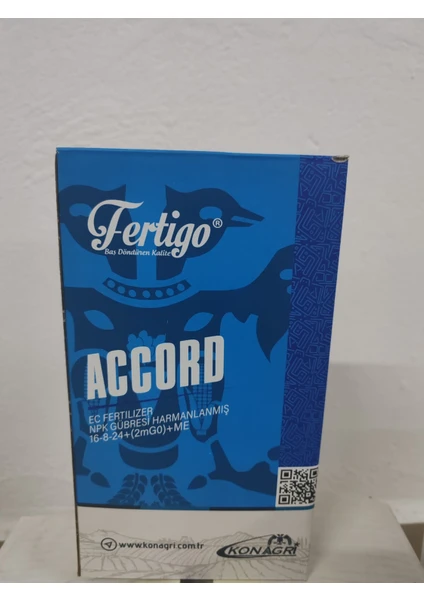 Fertigo®
Baş Döndüren Kalite
ACCORD
EC FERTILIZER
NPK GÜBRESİ HARMANLANMIŞ
16-8-24+(2mG0)+ME
www.konagri.com.tr
KONAGRI